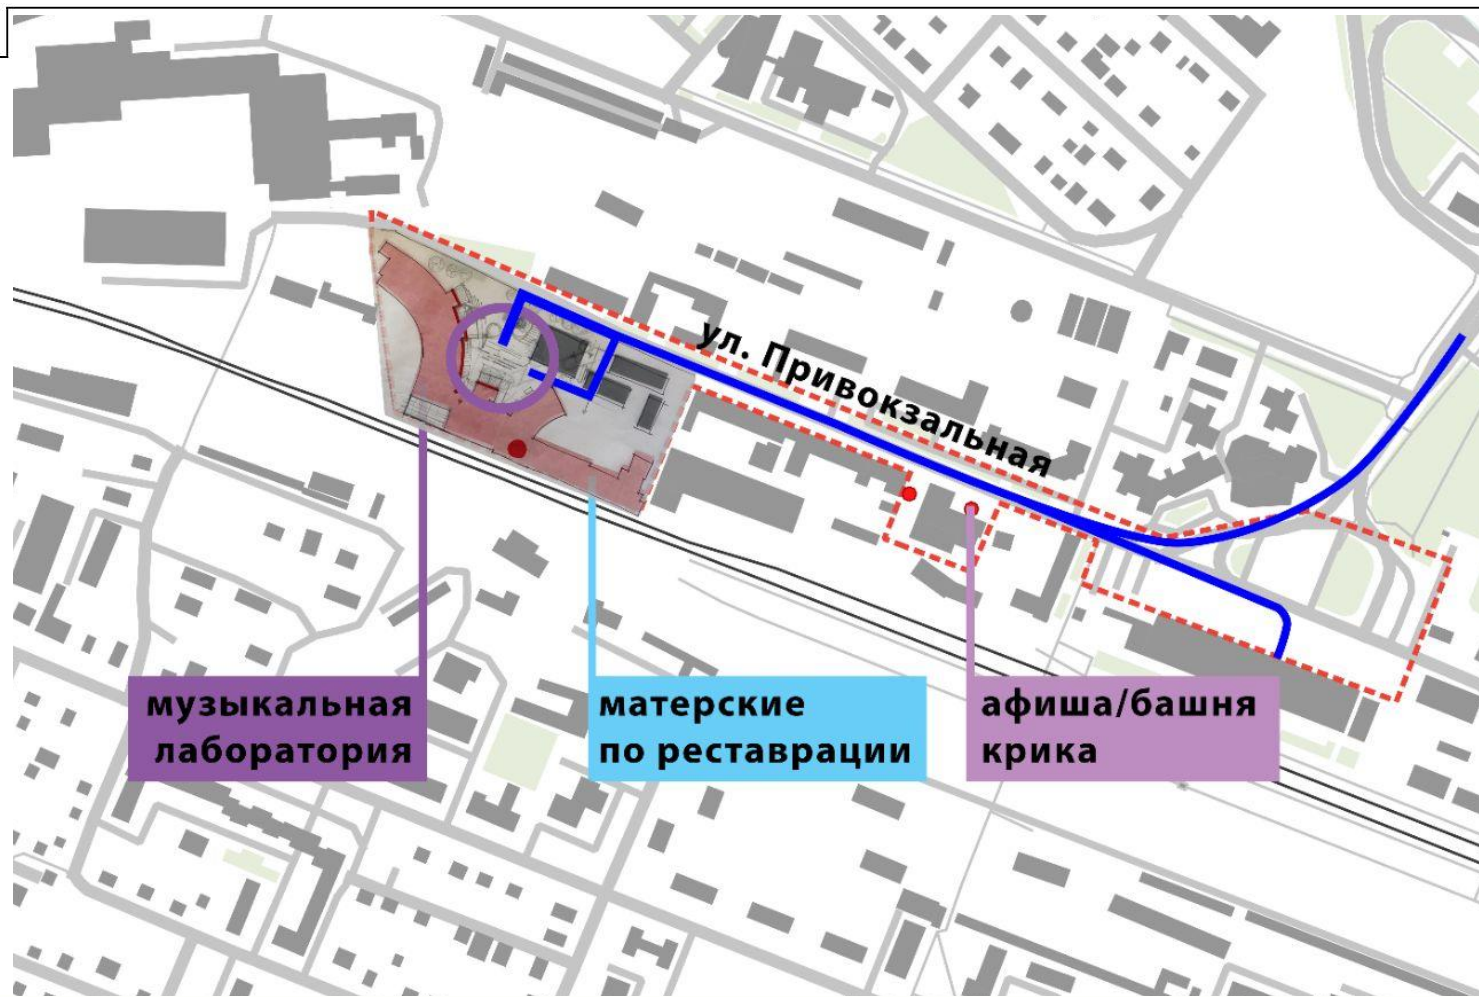 ул. Привокзальная
музыкальная
лаборатория
матерские
по реставрации
афиша/башня
крика